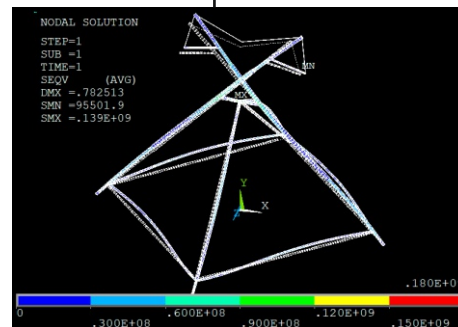 NODAL SOLUTION
STEP=1
SUB =1
TIME=1
SEQV (AVG)
DMX =.782513
SMN =95501.9
SMX =.139E+09
MN
MX
Y
X
.180E+0
0 .600E+08 .120E+09
.300E+08 .900E+08 .150E+09